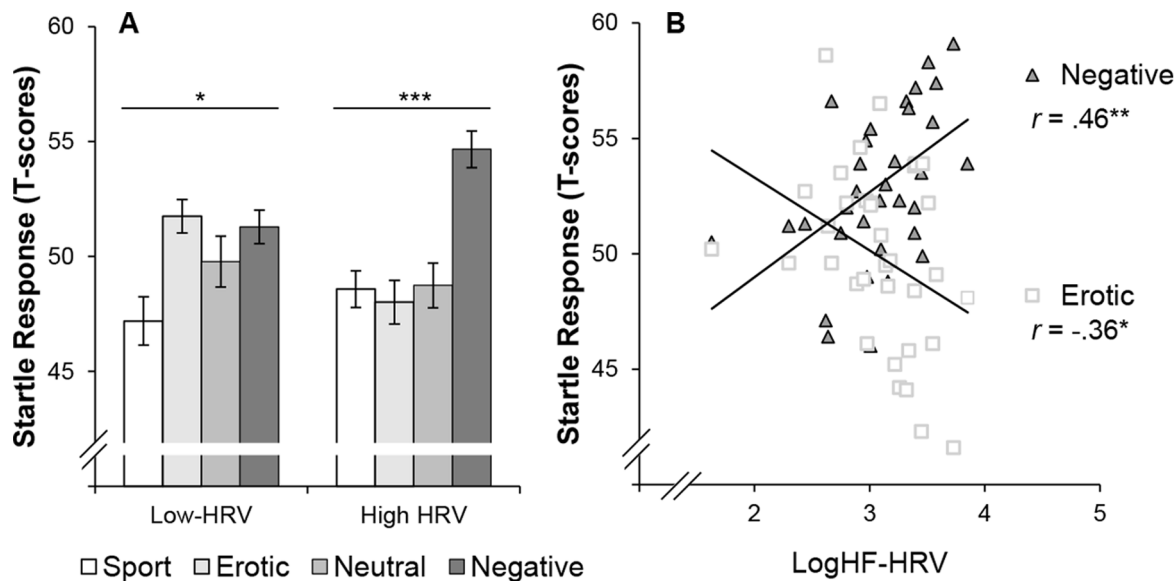 A
60
55
50
45
Startle Response (T-scores)
*
***
Low-HRV
High HRV
Sport
Erotic
Neutral
Negative
B
60
55
50
45
Startle Response (T-scores)
Negative
r = .46**
Erotic
r = -.36*
2
3
4
5
LogHF-HRV